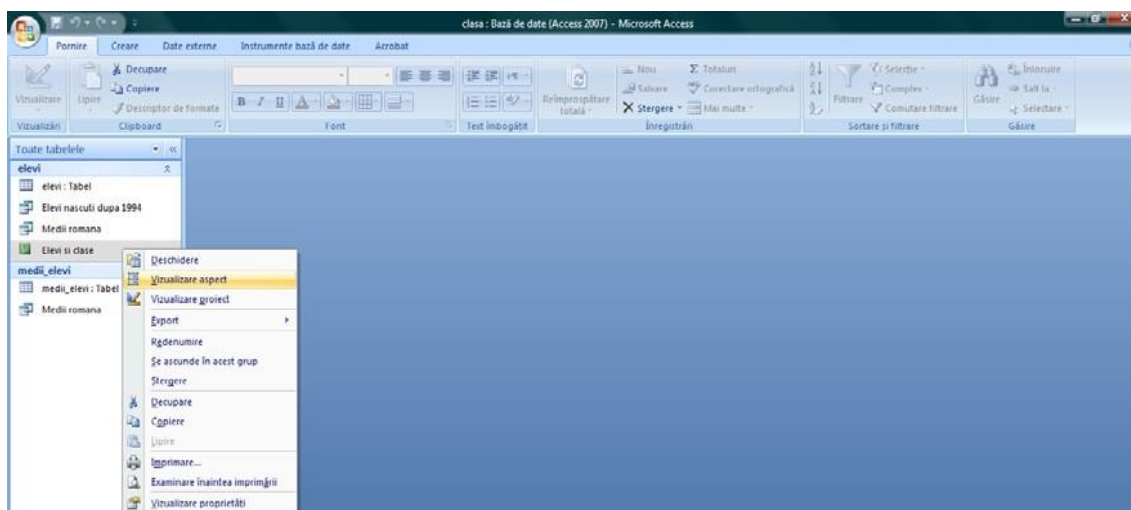 clasa : Bază de date (Access 2007) - Microsoft Access
Pornire Creare Date externe Instrumente bază de date Acrobat
Vizualizare
Vizualizări
Lipire
Decupare
Copiere
Descriptor de formate
Clipboard
B I U A
Font
Text îmbogățit
Reîmprospătare totală
Nou
Salvare
Ștergere
Totaluri
Corectare ortografică
Mai multe
Înregistrări
Filtrare
Selecție
Complex
Comutare filtrare
Sortare și filtrare
Găsire
Înlocuire
Salt la
Selectare
Găsire
Toate tabelele
elevi
elevi : Tabel
Elevi nascuti dupa 1994
Medii romana
Elevi si clase
medii_elevi
medii_elevi : Tabel
Medii romana
Deschidere
Vizualizare aspect
Vizualizare proiect
Export
Redenumire
Se ascunde în acest grup
Ștergere
Decupare
Copiere
Lipire
Imprimare...
Examinare înaintea imprimării
Vizualizare proprietăți